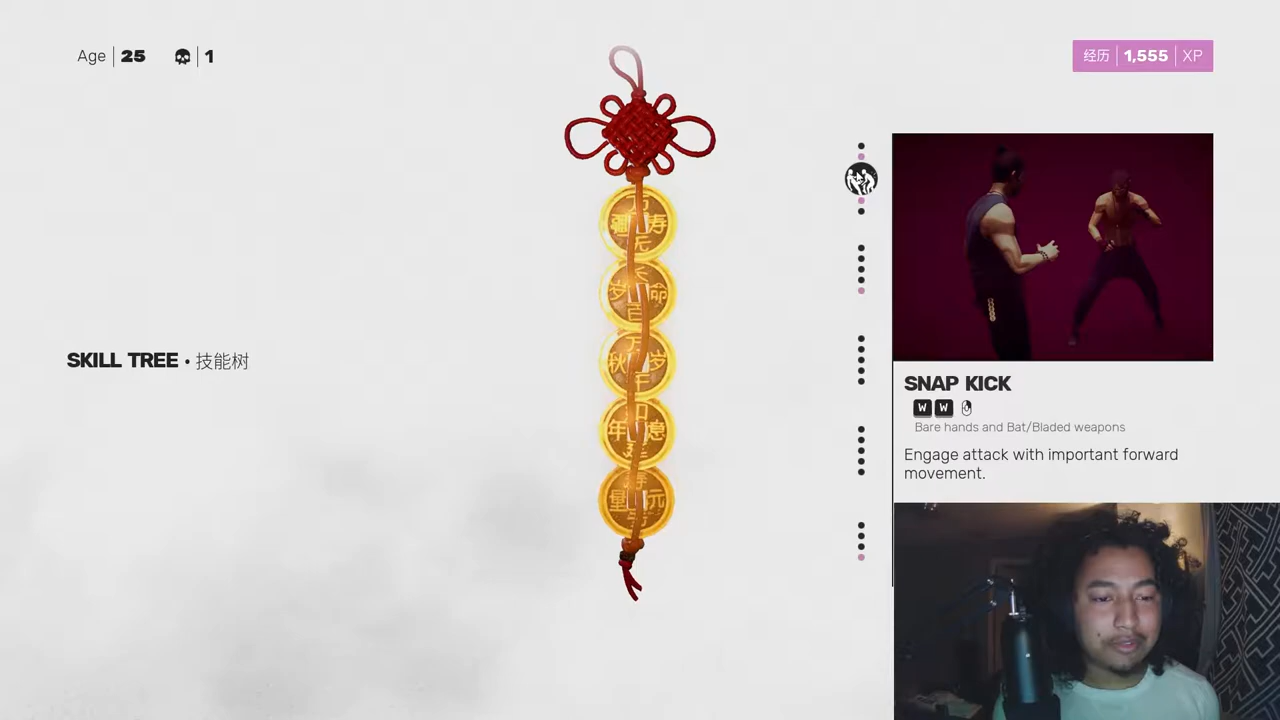 Age 25 1
经历 1,555 XP
SKILL TREE • 技能树
SNAP KICK
W W
Bare hands and Bat/Bladed weapons
Engage attack with important forward
movement.